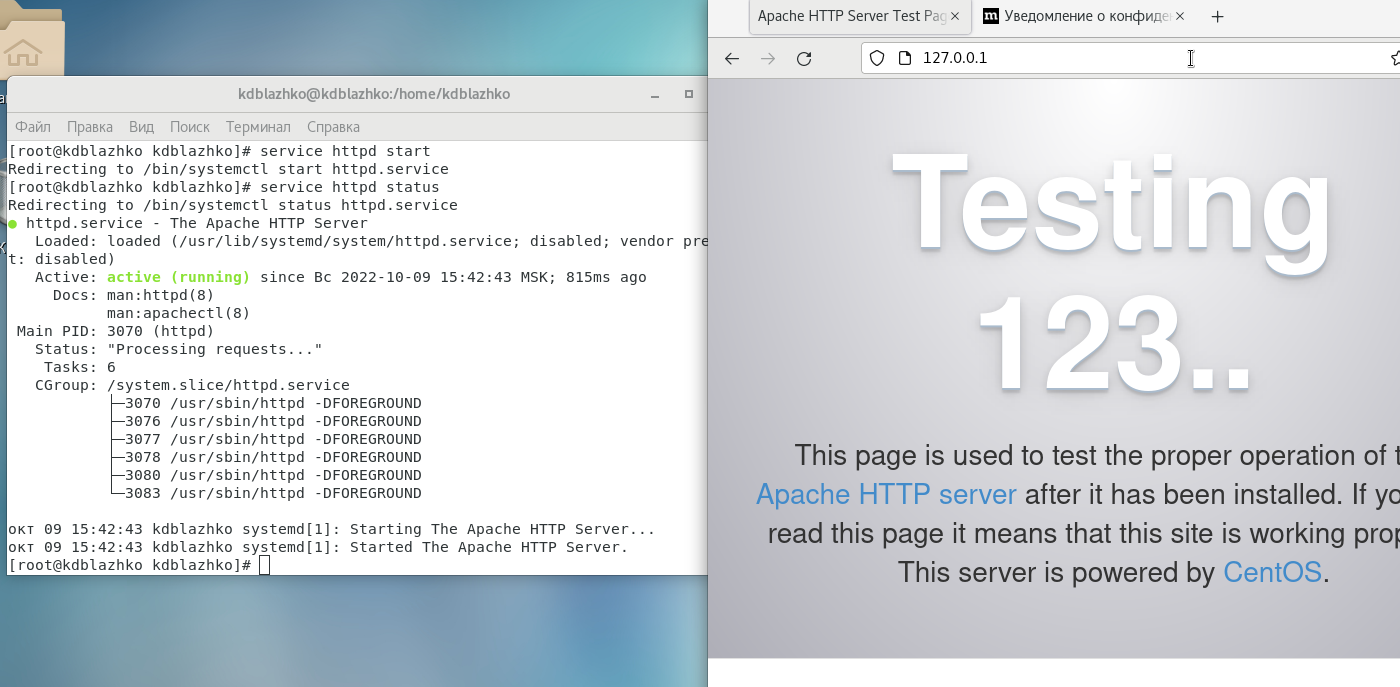 kdblazhko@kdblazhko:/home/kdblazhko
Файл Правка Вид Поиск Терминал Справка
[root@kdblazhko kdblazhko]# service httpd start
Redirecting to /bin/systemctl start httpd.service
[root@kdblazhko kdblazhko]# service httpd status
Redirecting to /bin/systemctl status httpd.service
● httpd.service - The Apache HTTP Server
Loaded: loaded (/usr/lib/systemd/system/httpd.service; disabled; vendor pre
t: disabled)
Active: active (running) since Вс 2022-10-09 15:42:43 MSK; 815ms ago
Docs: man:httpd(8)
man:apachectl(8)
Main PID: 3070 (httpd)
Status: "Processing requests..."
Tasks: 6
CGroup: /system.slice/httpd.service
├─3070 /usr/sbin/httpd -DFOREGROUND
├─3076 /usr/sbin/httpd -DFOREGROUND
├─3077 /usr/sbin/httpd -DFOREGROUND
├─3078 /usr/sbin/httpd -DFOREGROUND
├─3080 /usr/sbin/httpd -DFOREGROUND
└─3083 /usr/sbin/httpd -DFOREGROUND
окт 09 15:42:43 kdblazhko systemd[1]: Starting The Apache HTTP Server...
окт 09 15:42:43 kdblazhko systemd[1]: Started The Apache HTTP Server.
[root@kdblazhko kdblazhko]#
Apache HTTP Server Test Pag
m Уведомление о конфиде
127.0.0.1
Testing
123..
This page is used to test the proper operation of t
Apache HTTP server after it has been installed. If yo
read this page it means that this site is working prop
This server is powered by CentOS.